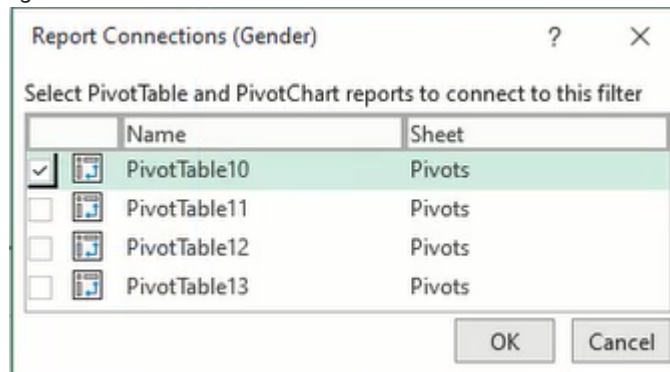 Report Connections (Gender) ?
Select PivotTable and PivotChart reports to connect to this filter
Name Sheet
PivotTable10 Pivots
PivotTable11 Pivots
PivotTable12 Pivots
PivotTable13 Pivots
OK Cancel